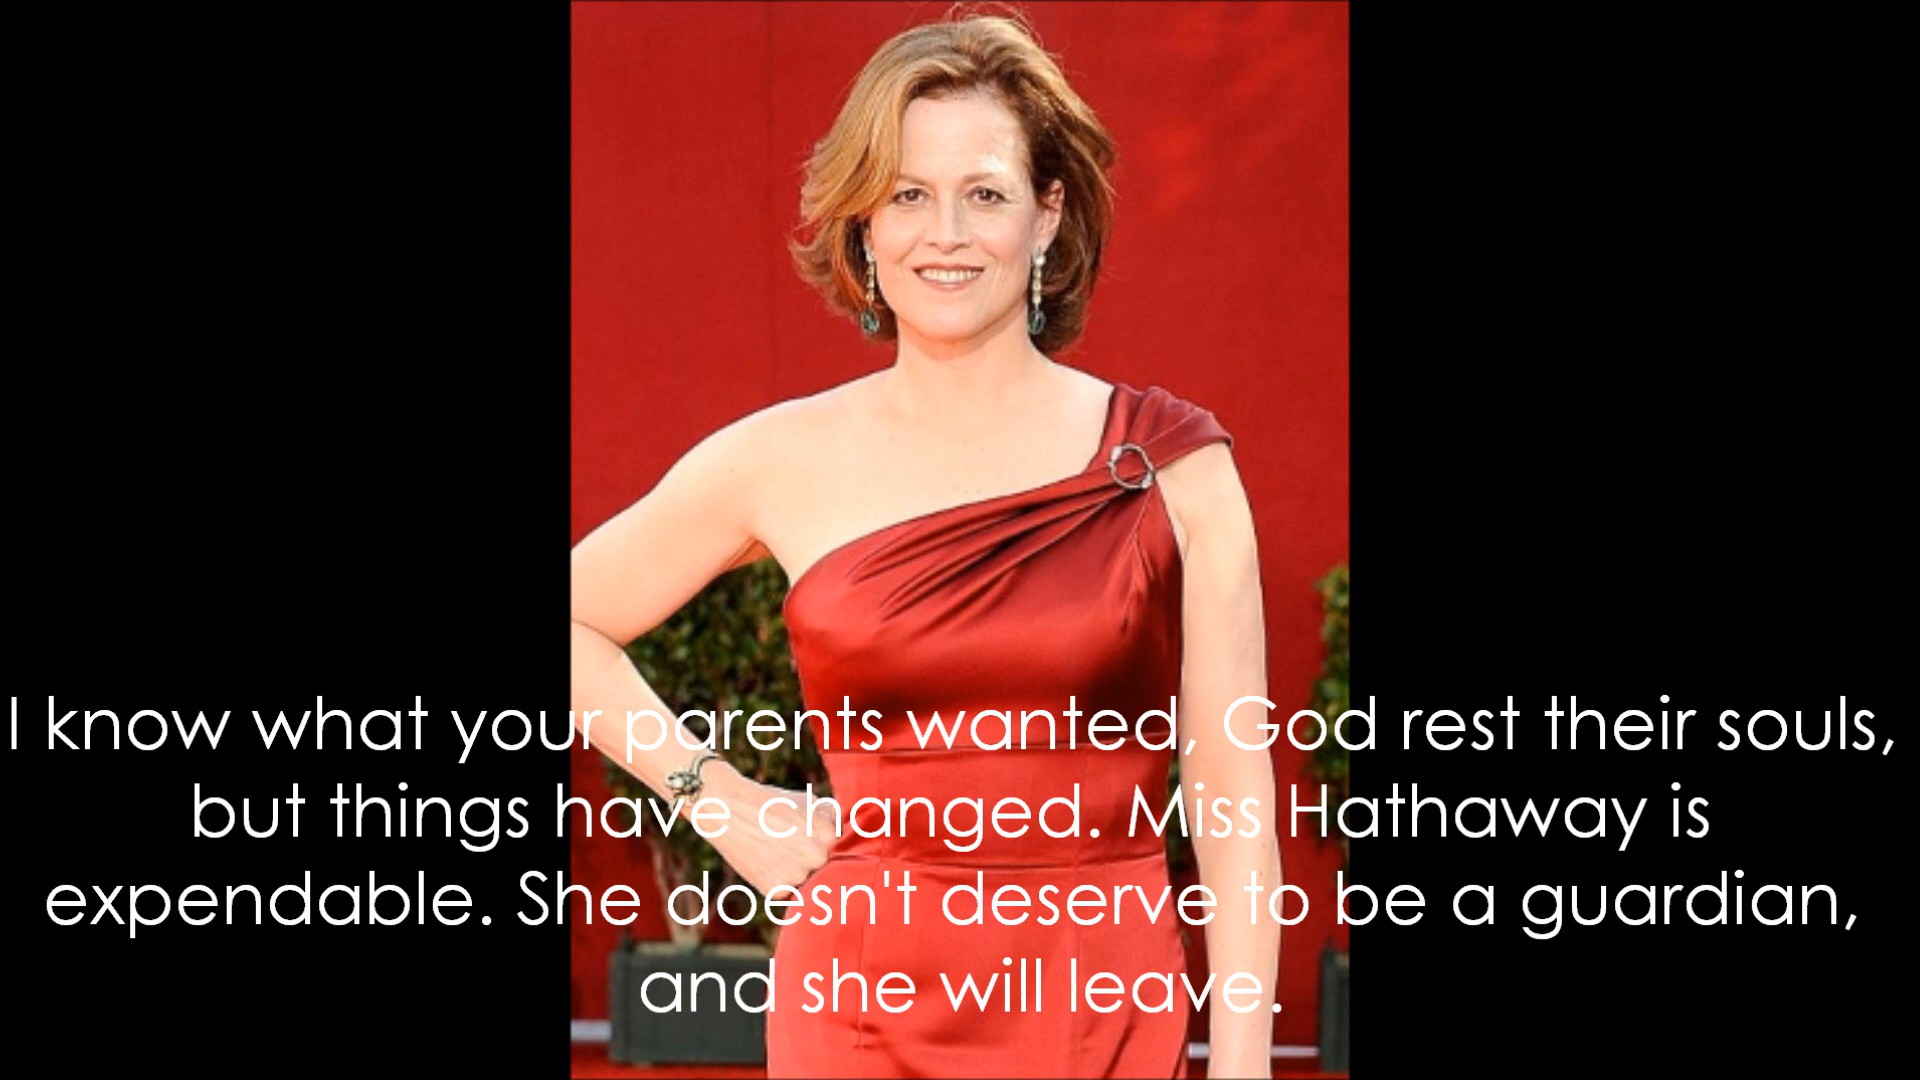 I know what your parents wanted, God rest their souls,
but things have changed. Miss Hathaway is
expendable. She doesn't deserve to be a guardian,
and she will leave.